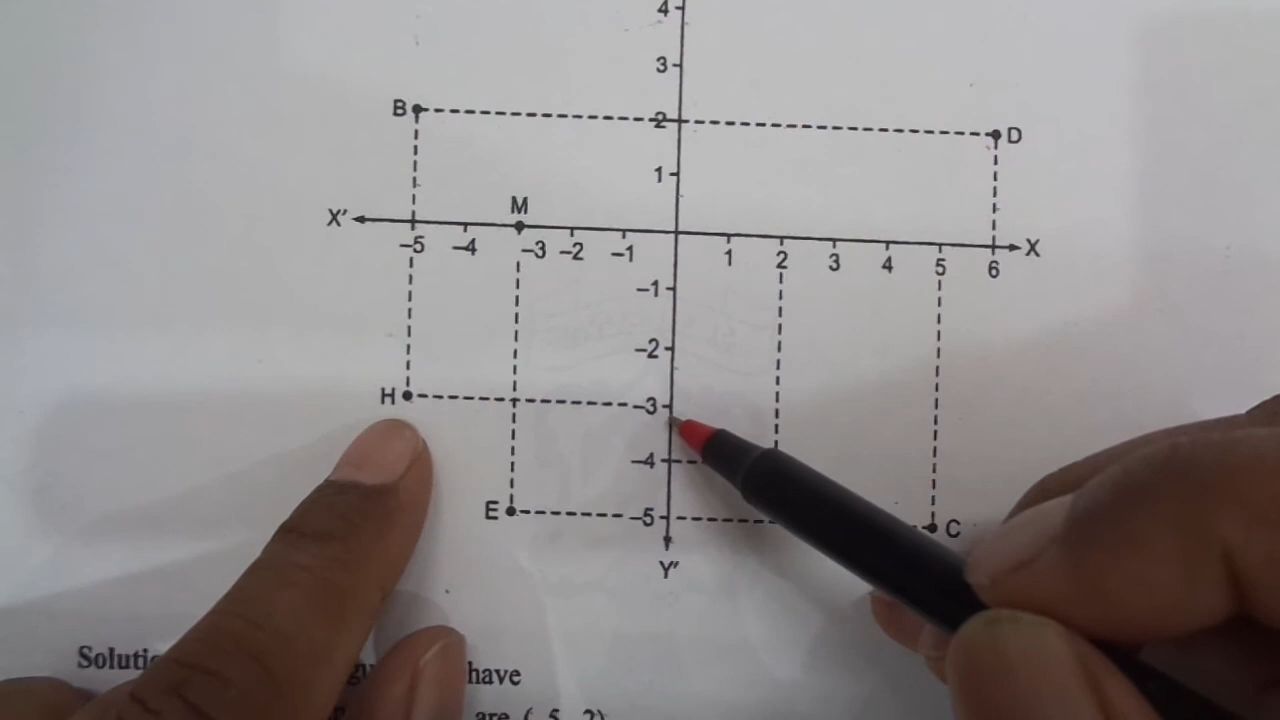 4
3
B 2 D
1
M
X' X
–5 –4 –3 –2 –1 1 2 3 4 5 6
–1
–2
H –3
–4
E –5 C
Y'
have
are